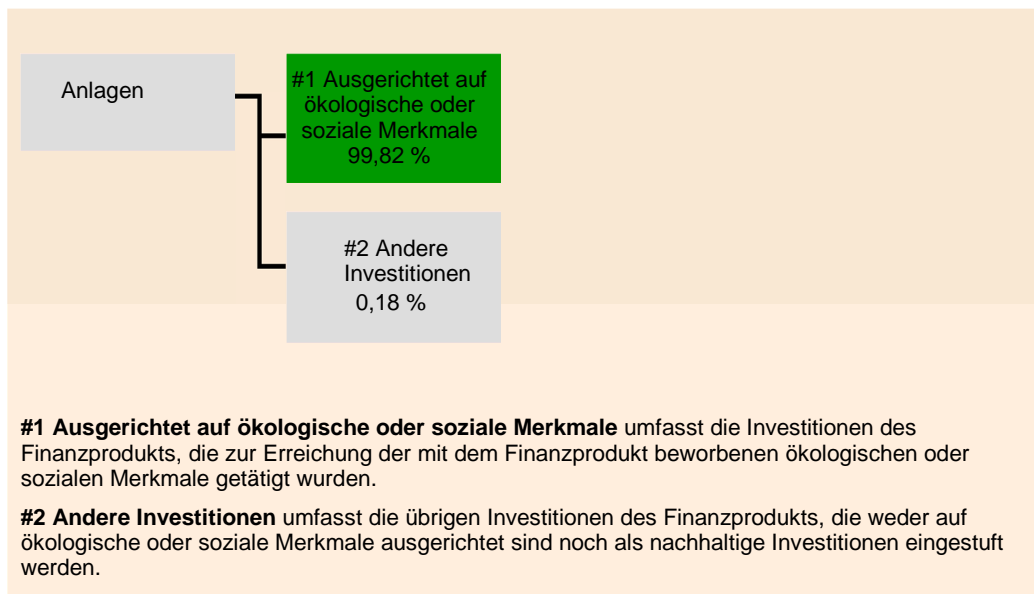 Anlagen
#1 Ausgerichtet auf
ökologische oder
soziale Merkmale
99,82 %
#2 Andere
Investitionen
0,18 %
#1 Ausgerichtet auf ökologische oder soziale Merkmale umfasst die Investitionen des
Finanzprodukts, die zur Erreichung der mit dem Finanzprodukt beworbenen ökologischen oder
sozialen Merkmale getätigt wurden.
#2 Andere Investitionen umfasst die übrigen Investitionen des Finanzprodukts, die weder auf
ökologische oder soziale Merkmale ausgerichtet sind noch als nachhaltige Investitionen eingestuft
werden.